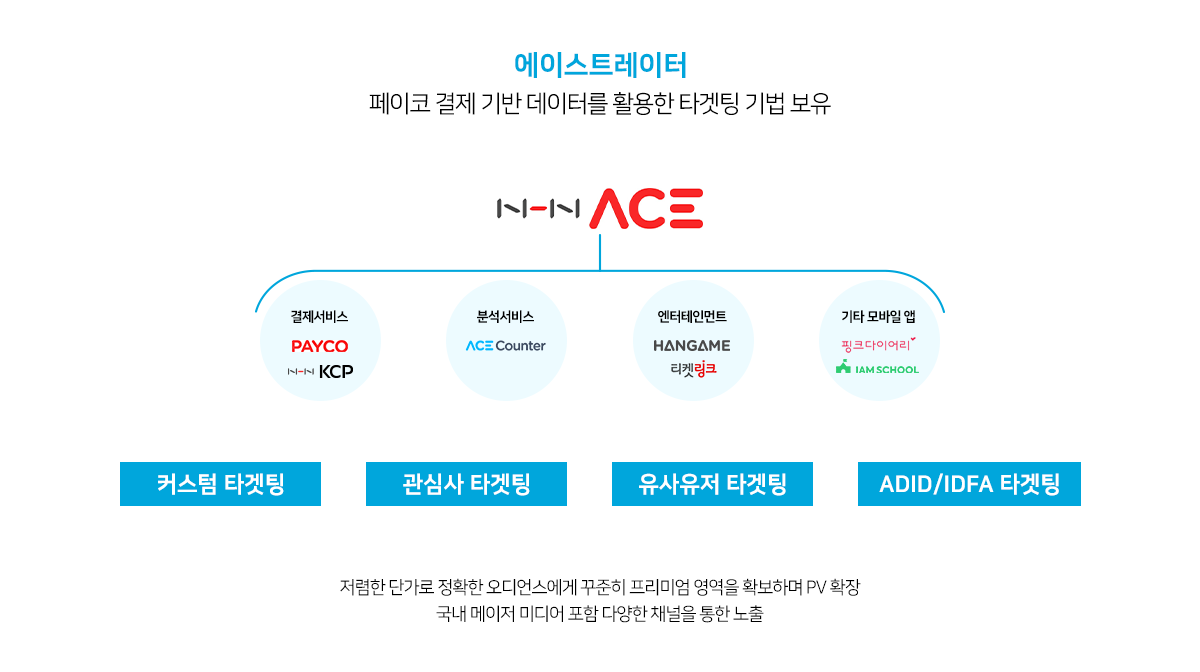 에이스트레이터
페이코 결제 기반 데이터를 활용한 타겟팅 기법 보유
NHN ACE
결제서비스
PAYCO
NHN KCP
분석서비스
ACE Counter
엔터테인먼트
HANGAME
티켓링크
기타 모바일 앱
핑크다이어리
IAMSCHOOL
커스텀 타겟팅
관심사 타겟팅
유사유저 타겟팅
ADID/IDFA 타겟팅
저렴한 단가로 정확한 오디언스에게 꾸준히 프리미엄 영역을 확보하며 PV 확장
국내 메이저 미디어 포함 다양한 채널을 통한 노출